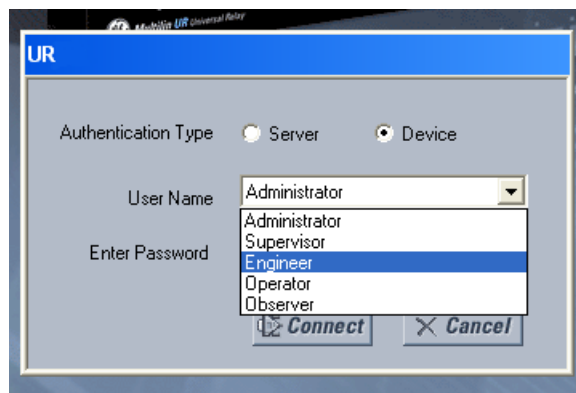 Multilin UR Universal Relay
UR
Authentication Type Server Device
User Name Administrator
Administrator
Supervisor
Enter Password Engineer
Operator
Observer
Connect Cancel